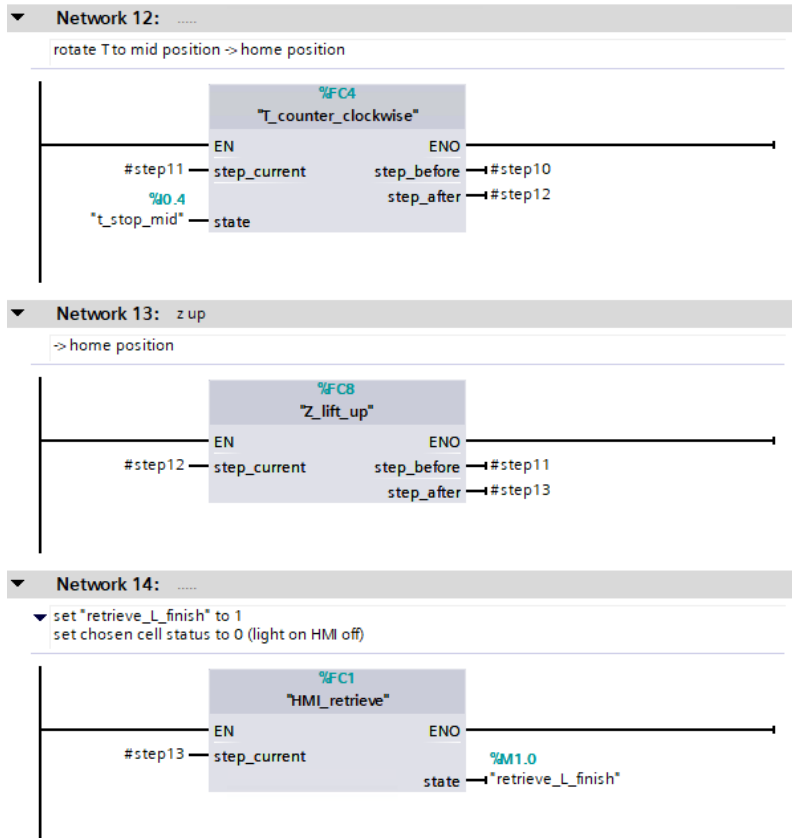 Network 12: .....
rotate T to mid position -> home position
%FC4
"T_counter_clockwise"
EN ENO
#step11 step_current step_before #step10
%I0.4 step_after #step12
"t_stop_mid" state
Network 13: z up
-> home position
%FC8
"Z_lift_up"
EN ENO
#step12 step_current step_before #step11
step_after #step13
Network 14: .....
set "retrieve_L_finish" to 1
set chosen cell status to 0 (light on HMI off)
%FC1
"HMI_retrieve"
EN ENO
#step13 step_current %M1.0
state "retrieve_L_finish"